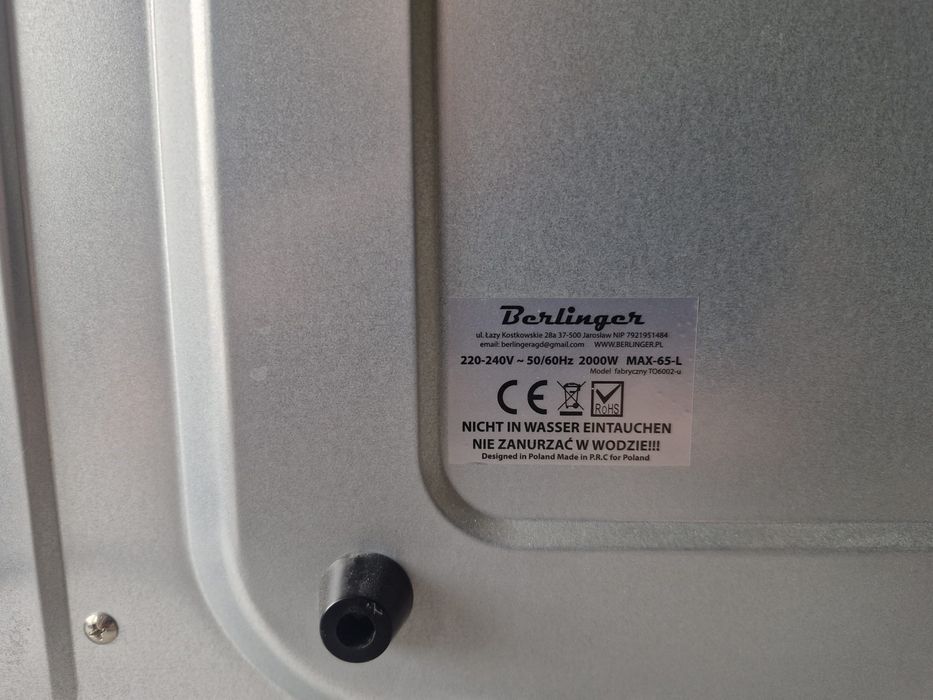 Berlinger
ul. Łazy Kostkowskie 28a 37-500 Jarosław NIP 7921951484
email: berlingeragd@gmail.com WWW.BERLINGER.PL
220-240V ~ 50/60Hz 2000W MAX-65-L
Model fabryczny TO6002-u
CE RoHS
NICHT IN WASSER EINTAUCHEN
NIE ZANURZAĆ W WODZIE!!!
Designed in Poland Made in P.R.C for Poland